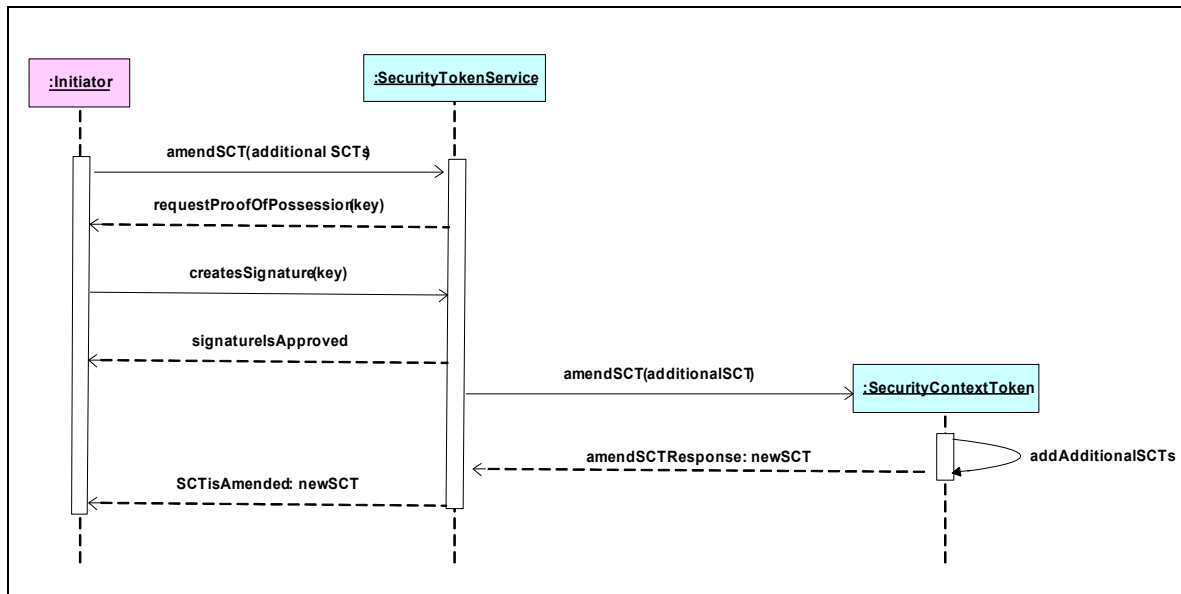 :Initiator
:SecurityTokenService
amendSCT(additional SCTs)
requestProofOfPossession(key)
createsSignature(key)
signatureIsApproved
amendSCT(additionalSCT)
:SecurityContextToken
amendSCTResponse: newSCT
addAdditionalSCTs
SCTisAmended: newSCT